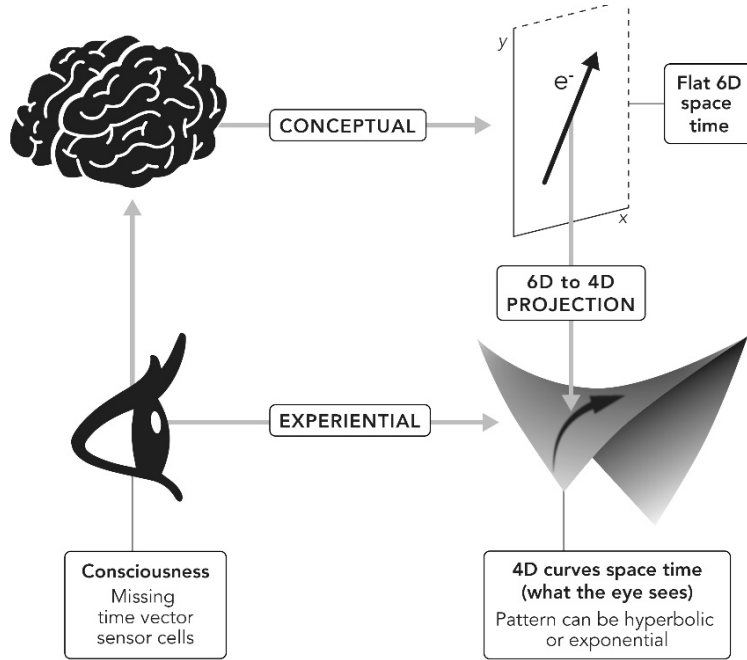 y
e-
x
Flat 6D
space
time
CONCEPTUAL
6D to 4D
PROJECTION
EXPERIENTIAL
Consciousness
Missing
time vector
sensor cells
4D curves space time
(what the eye sees)
Pattern can be hyperbolic
or exponential